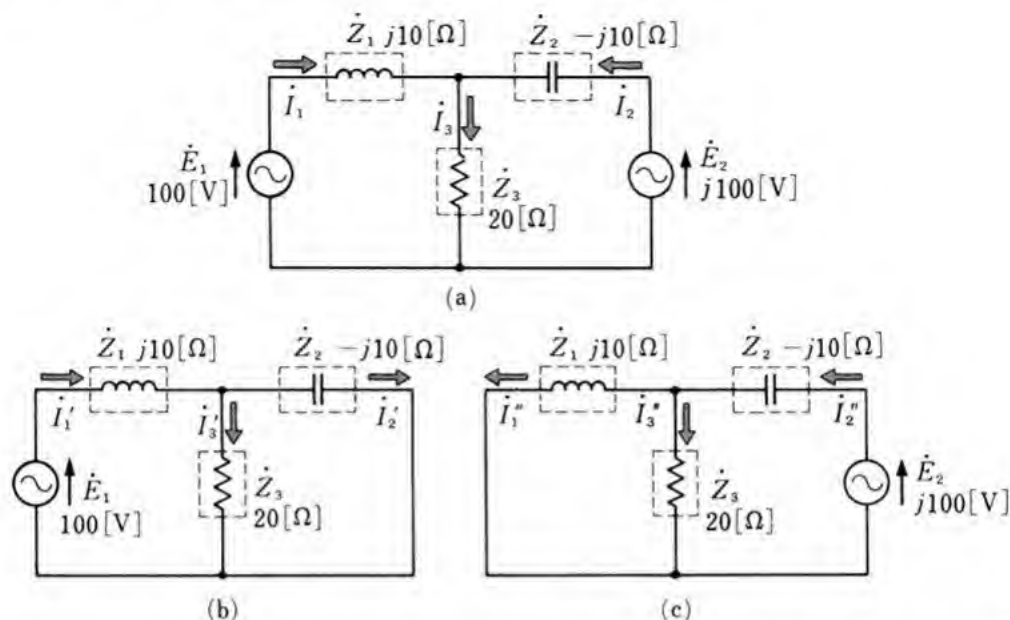 Ż₁ j10[Ω] Ż₂ −j10[Ω]
İ₁ İ₃ İ₂
Ė₁
100[V]
Ż₃
20[Ω]
Ė₂
j100[V]
(a)
Ż₁ j10[Ω] Ż₂ −j10[Ω]
İ₁′ İ₃′ İ₂′
Ė₁
100[V]
Ż₃
20[Ω]
(b)
Ż₁ j10[Ω] Ż₂ −j10[Ω]
İ₁″ İ₃″ İ₂″
Ż₃
20[Ω]
Ė₂
j100[V]
(c)